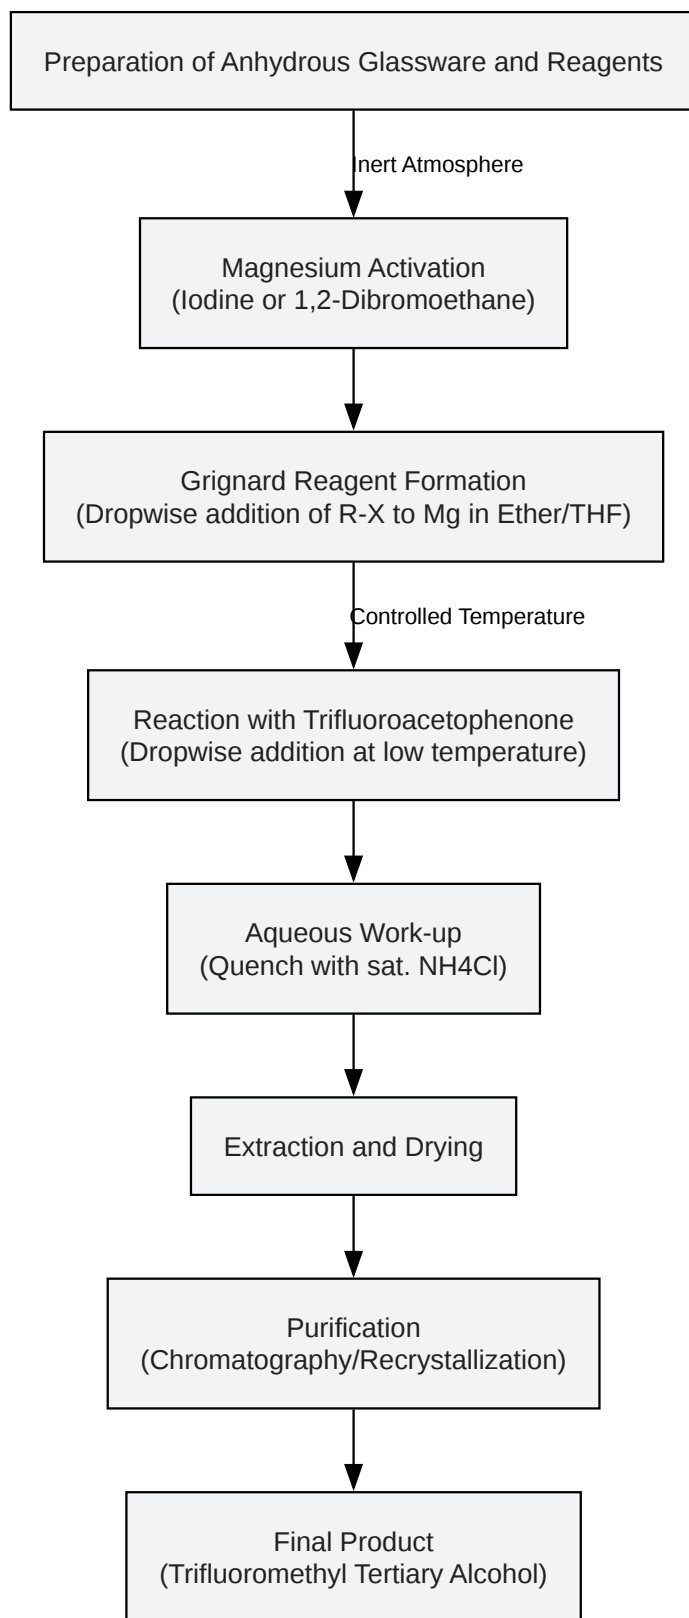 Preparation of Anhydrous Glassware and Reagents
Inert Atmosphere
Magnesium Activation
(Iodine or 1,2-Dibromoethane)
Grignard Reagent Formation
(Dropwise addition of R-X to Mg in Ether/THF)
Controlled Temperature
Reaction with Trifluoroacetophenone
(Dropwise addition at low temperature)
Aqueous Work-up
(Quench with sat. NH4Cl)
Extraction and Drying
Purification
(Chromatography/Recrystallization)
Final Product
(Trifluoromethyl Tertiary Alcohol)